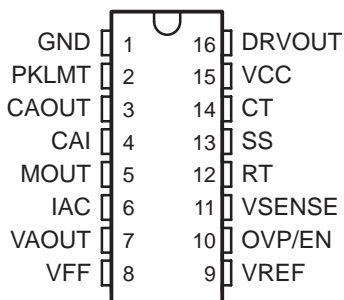 GND 1 16 DRVOUT
PKLMT 2 15 VCC
CAOUT 3 14 CT
CAI 4 13 SS
MOUT 5 12 RT
IAC 6 11 VSENSE
VAOUT 7 10 OVP/EN
VFF 8 9 VREF